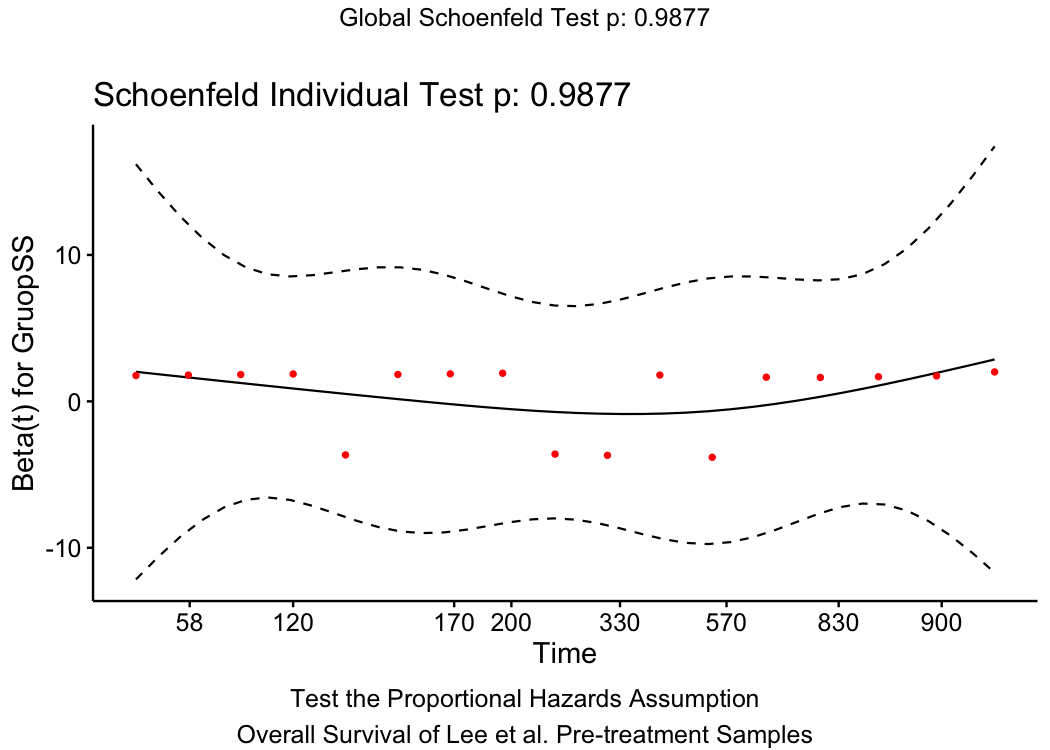 Global Schoenfeld Test p: 0.9877
Schoenfeld Individual Test p: 0.9877
Beta(t) for GruopSS
10
0
-10
58 120 170 200 330 570 830 900
Time
Test the Proportional Hazards Assumption
Overall Survival of Lee et al. Pre-treatment Samples